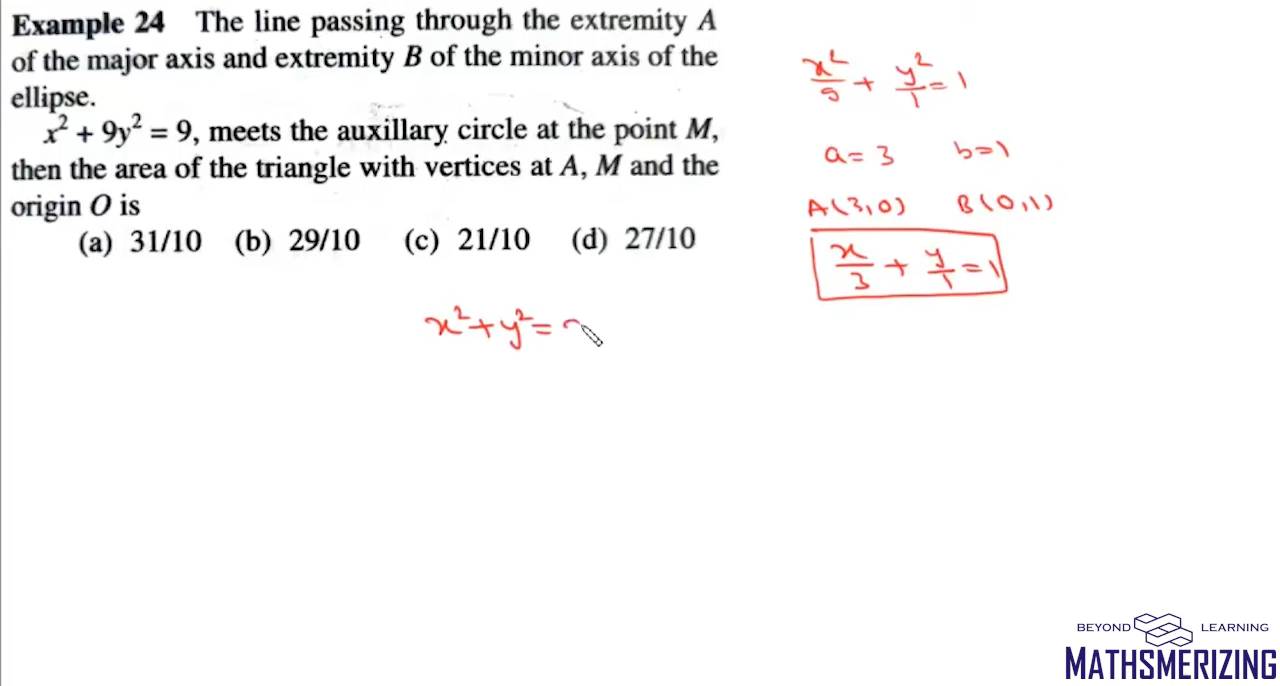 Example 24 The line passing through the extremity A
of the major axis and extremity B of the minor axis of the
ellipse.
x² + 9y² = 9, meets the auxillary circle at the point M,
then the area of the triangle with vertices at A, M and the
origin O is
(a) 31/10 (b) 29/10 (c) 21/10 (d) 27/10
x²/9 + y²/1 = 1
a = 3 b = 1
A(3,0) B(0,1)
x/3 + y/1 = 1
x² + y² =
BEYOND LEARNING
MATHSMERIZING